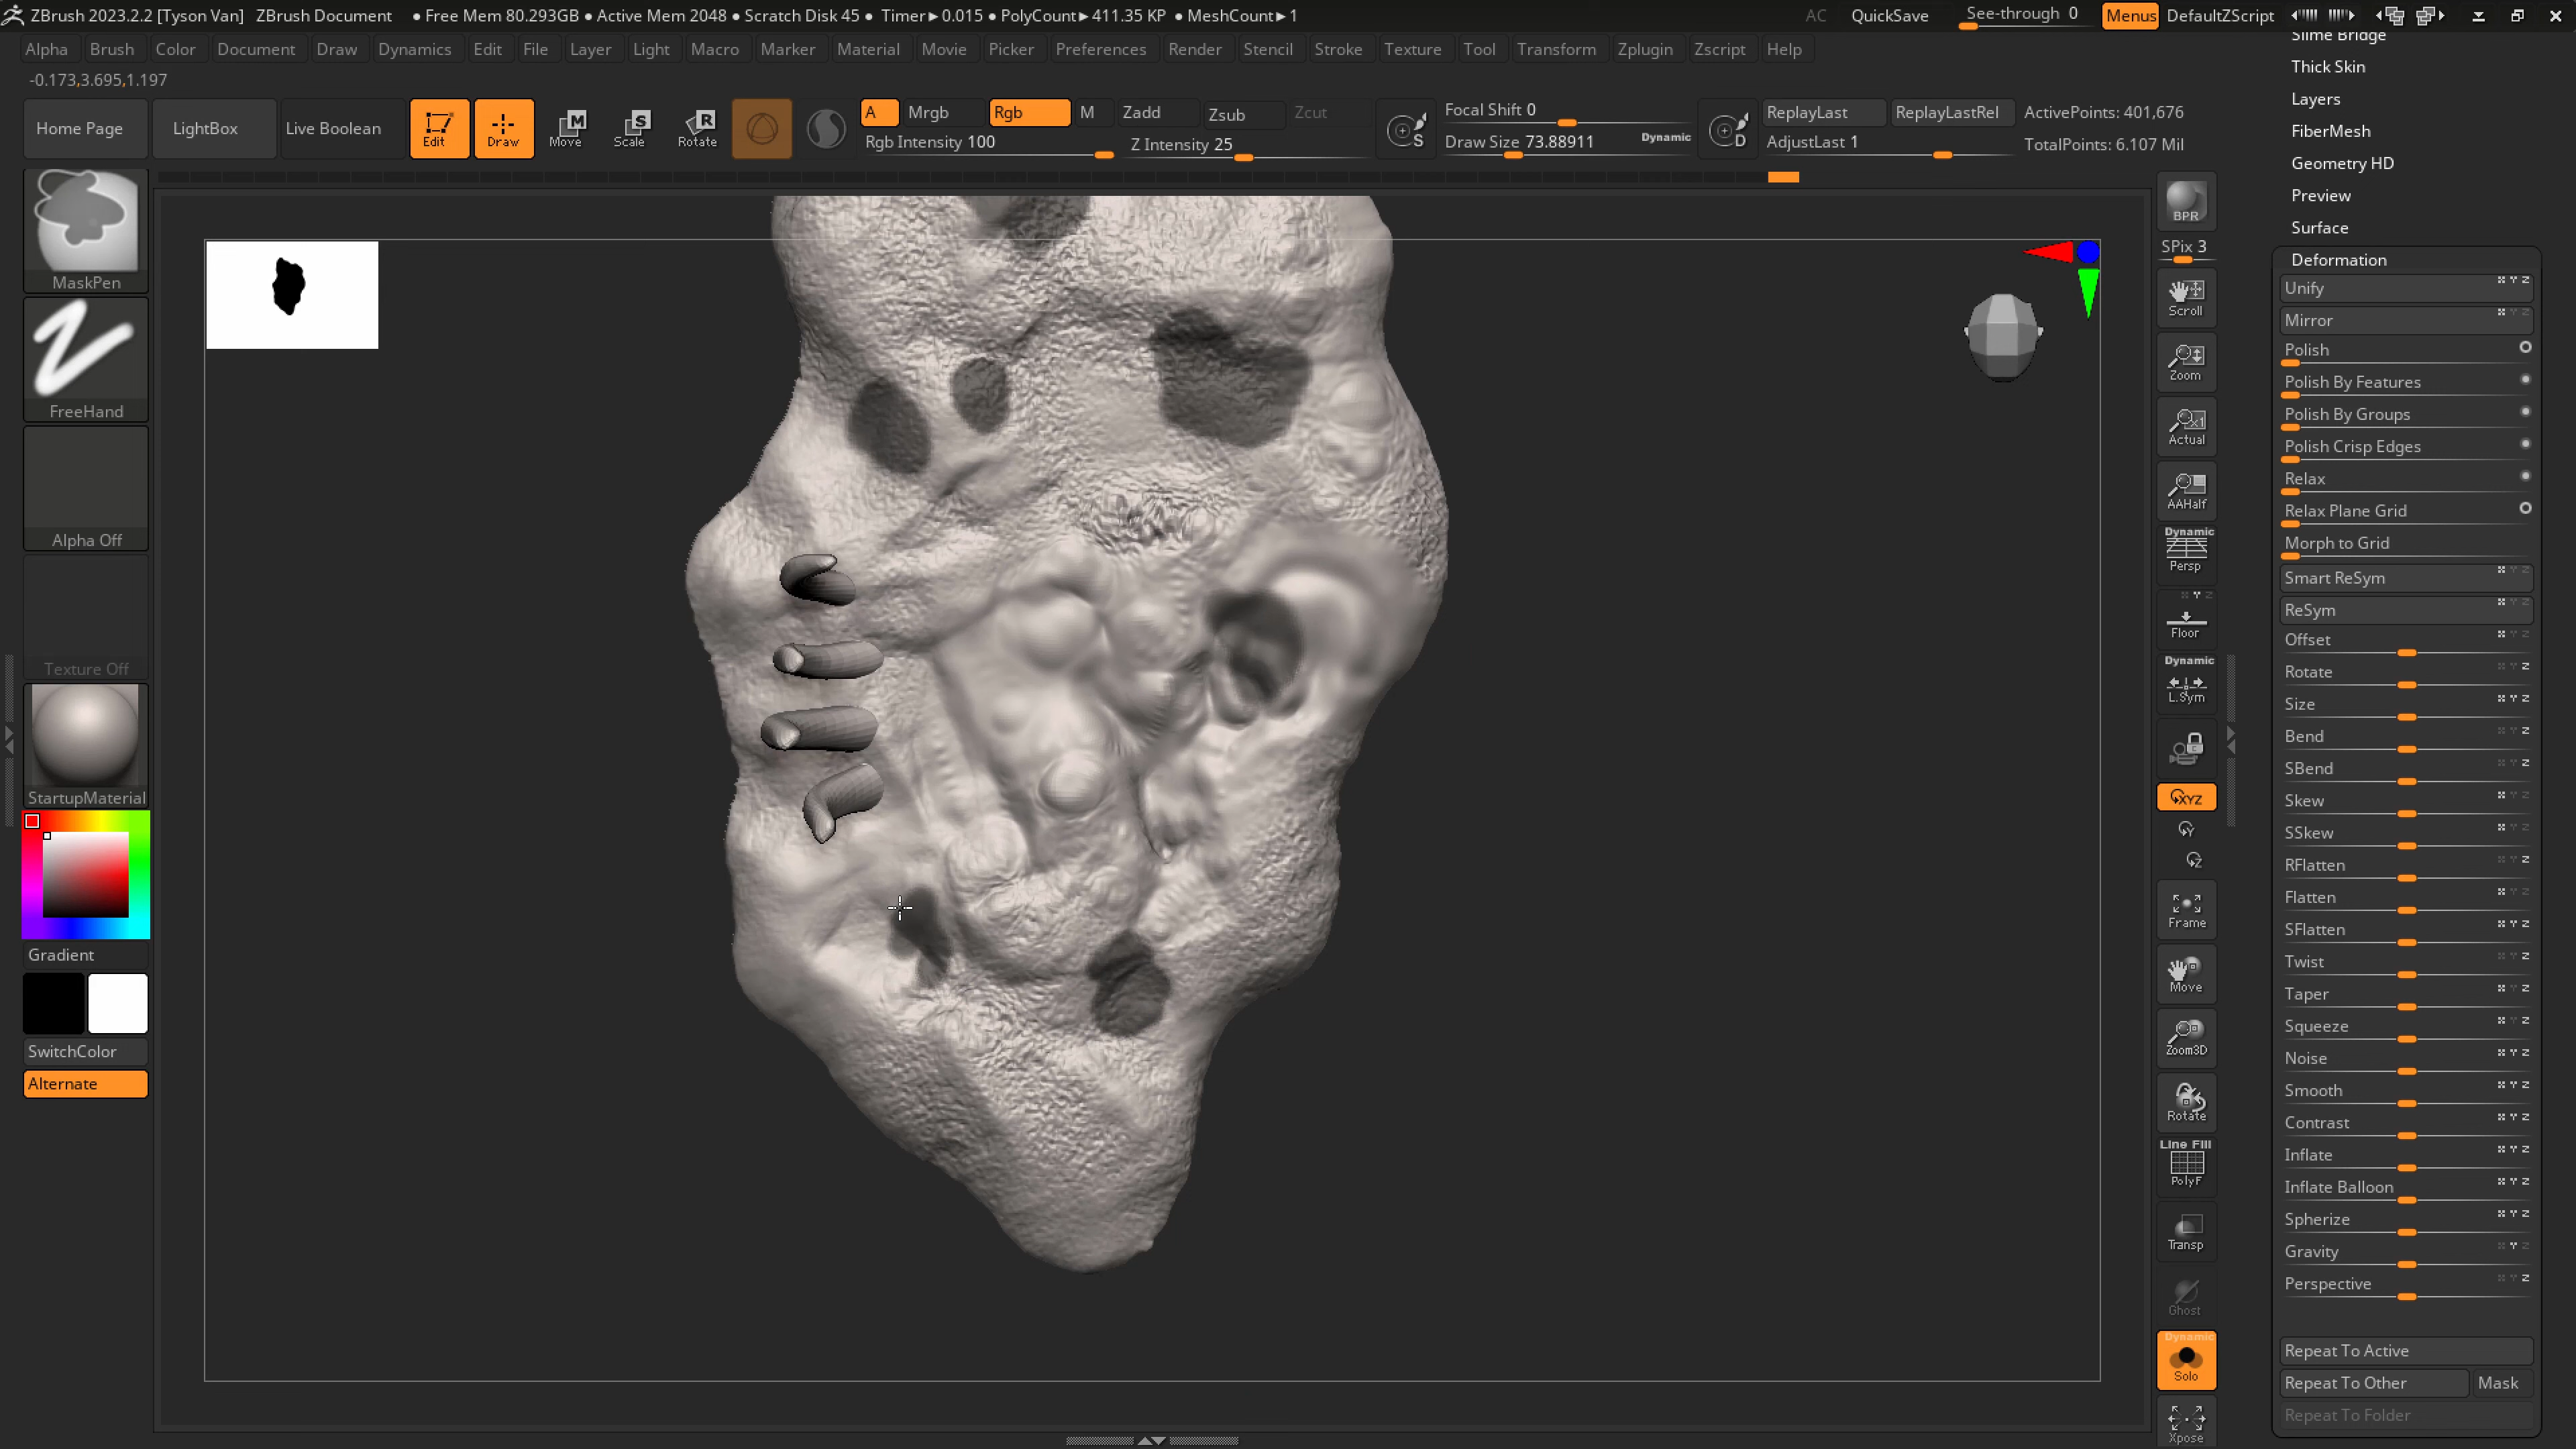 ZBrush 2023.2.2 [Tyson Van] ZBrush Document ● Free Mem 80.293GB ● Active Mem 2048 ● Scratch Disk 45 ● Timer►0.015 ● PolyCount►411.35 KP ● MeshCount►1 AC QuickSave See-through 0 Menus DefaultZScript
Alpha Brush Color Document Draw Dynamics Edit File Layer Light Macro Marker Material Movie Picker Preferences Render Stencil Stroke Texture Tool Transform Zplugin Zscript Help
-0.173,3.695,1.197
Home Page LightBox Live Boolean Edit Draw Move Scale Rotate
M S R
A Mrgb Rgb M Zadd Zsub Zcut
Rgb Intensity 100 Z Intensity 25
S Focal Shift 0
Draw Size 73.88911 Dynamic
D ReplayLast ReplayLastRel ActivePoints: 401,676
AdjustLast 1 TotalPoints: 6.107 Mil
MaskPen
FreeHand
Alpha Off
Texture Off
StartupMaterial
Gradient
SwitchColor
Alternate
BPR
SPix 3
Scroll
Zoom
Actual
AAHalf
Dynamic
Persp
Floor
Dynamic
L.Sym
XYZ
Y
Z
Frame
Move
Zoom3D
Rotate
Line Fill
PolyF
Transp
Ghost
Dynamic
Solo
Xpose
Slime Bridge
Thick Skin
Layers
FiberMesh
Geometry HD
Preview
Surface
Deformation
Unify
Mirror
Polish
Polish By Features
Polish By Groups
Polish Crisp Edges
Relax
Relax Plane Grid
Morph to Grid
Smart ReSym
ReSym
Offset
Rotate
Size
Bend
SBend
Skew
SSkew
RFlatten
Flatten
SFlatten
Twist
Taper
Squeeze
Noise
Smooth
Contrast
Inflate
Inflate Balloon
Spherize
Gravity
Perspective
Repeat To Active
Repeat To Other Mask
Repeat To Folder